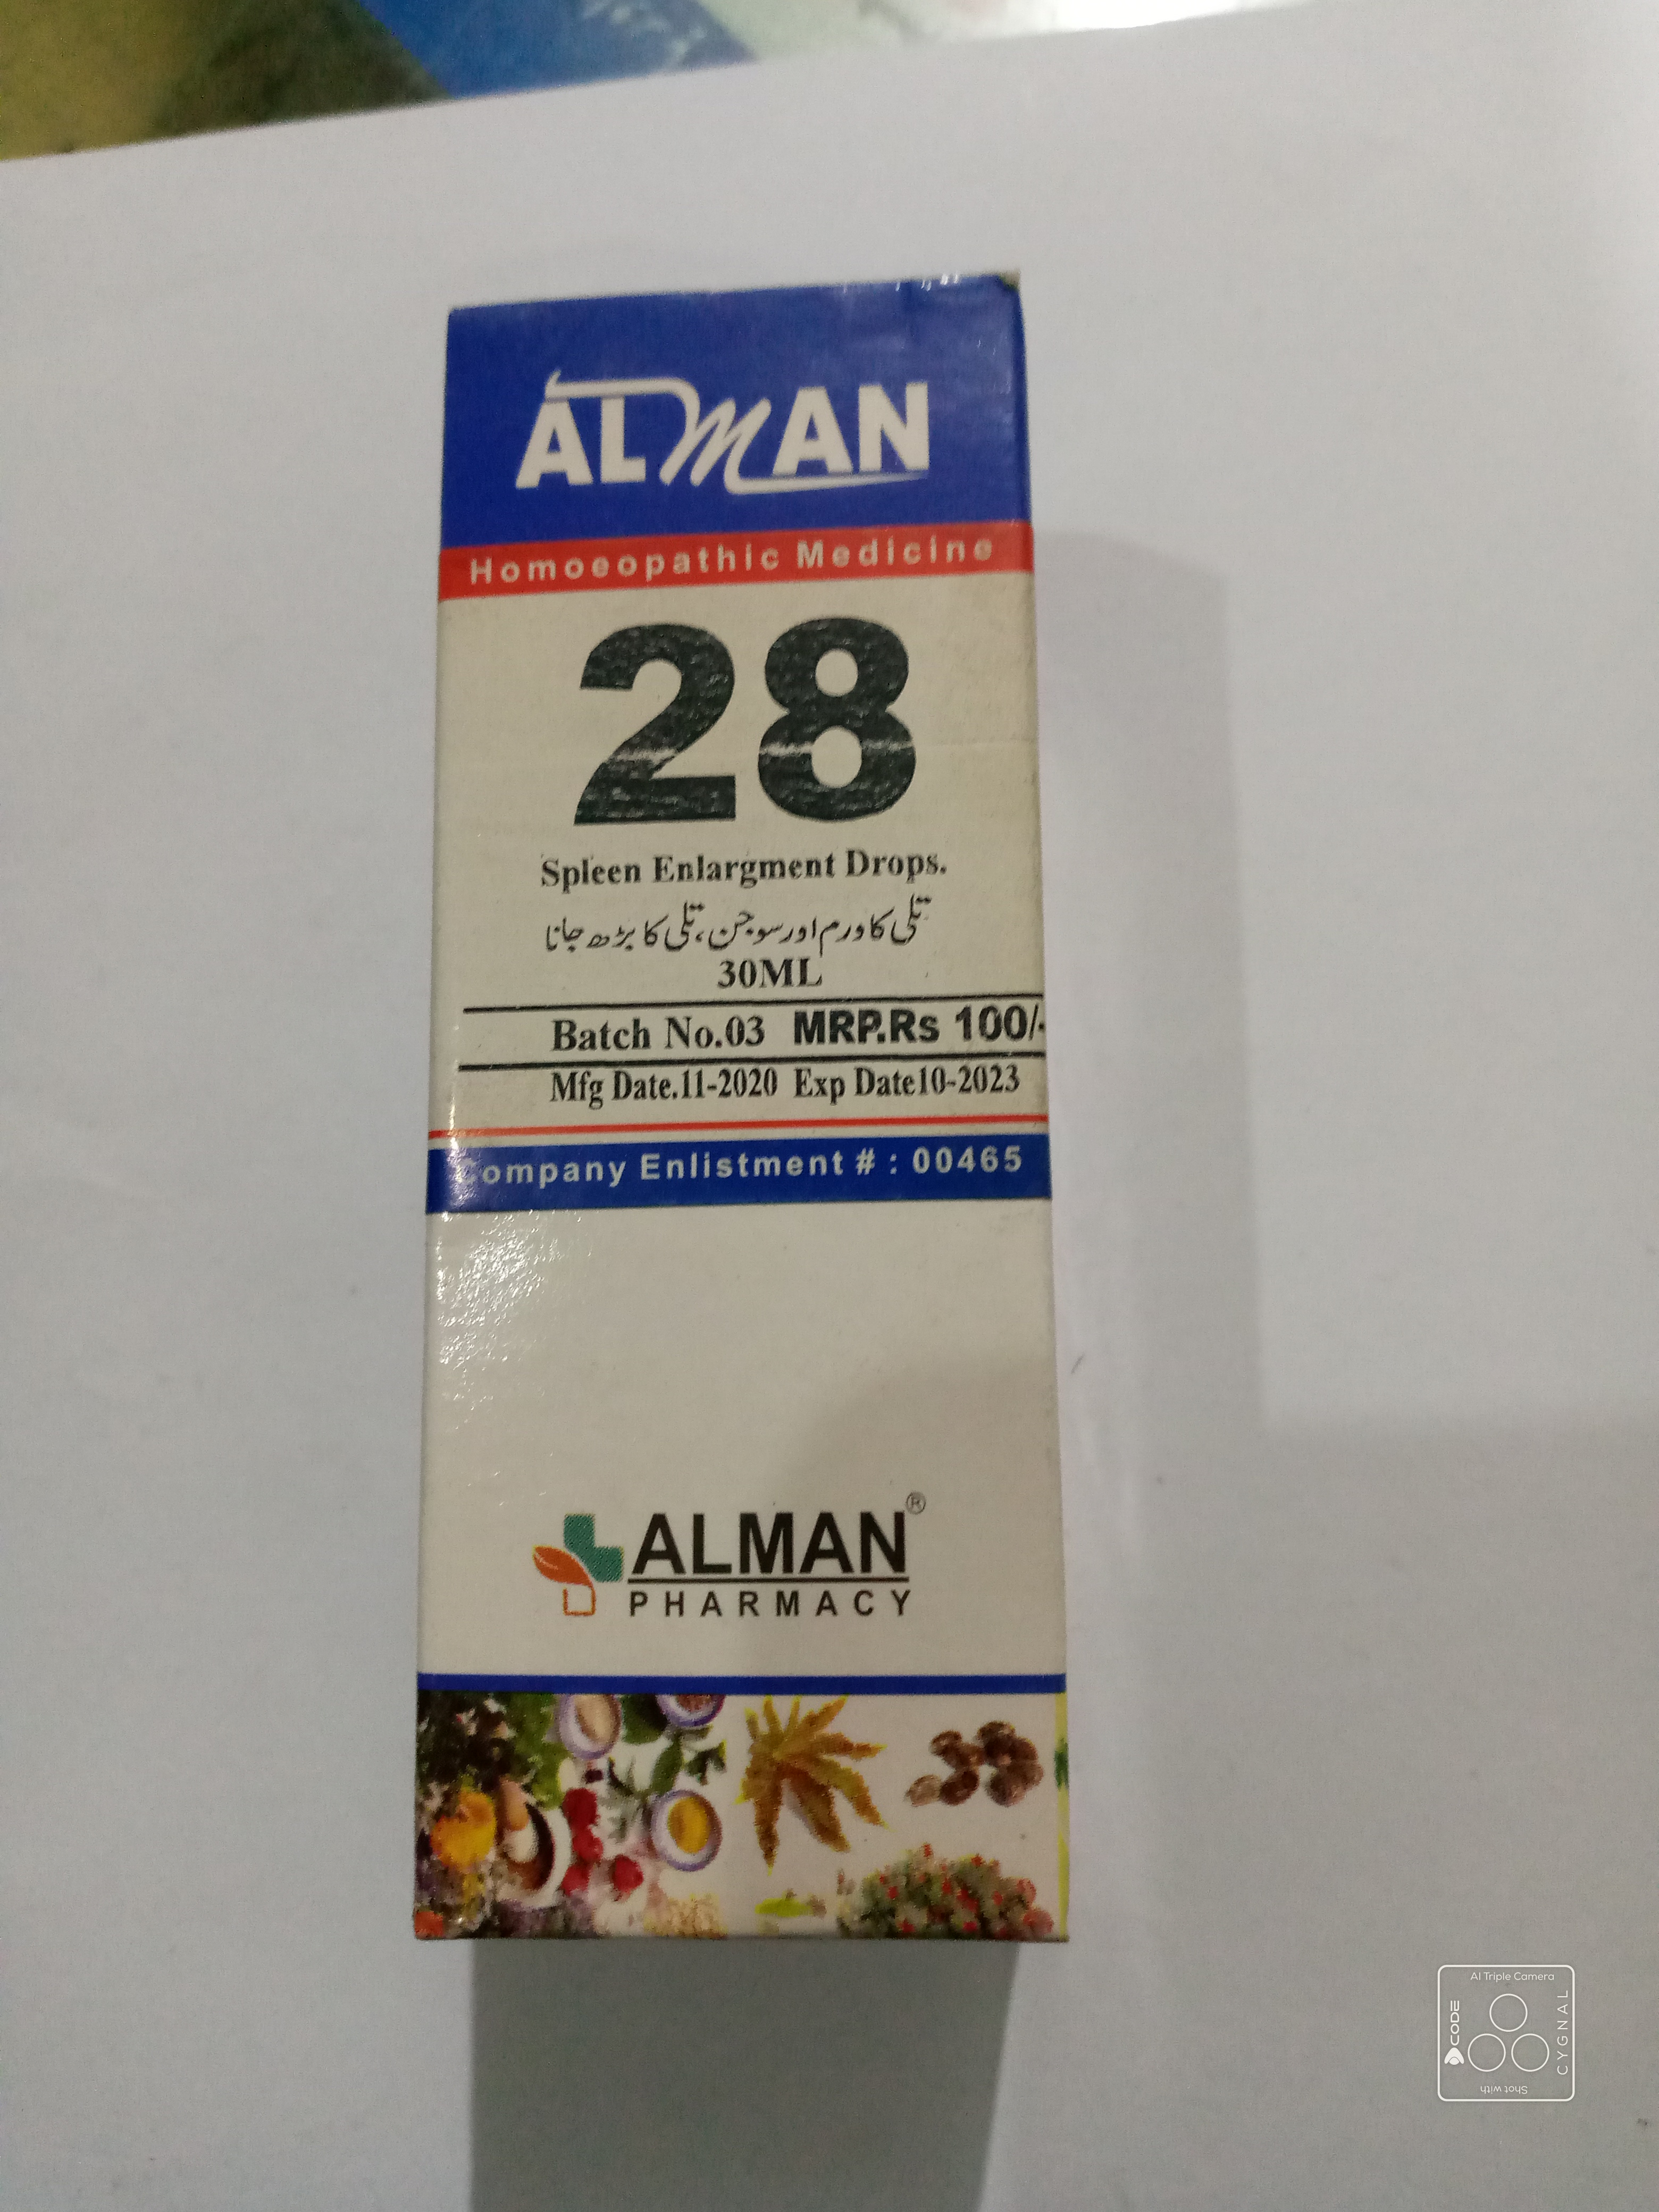 ALMAN
Homoeopathic Medicine
28
Spleen Enlargment Drops.
تلی کا ورم اور سوجن، تلی کا بڑھ جانا
30ML
Batch No.03 MRP.Rs 100/-
Mfg Date.11-2020 Exp Date10-2023
Company Enlistment # : 00465
ALMAN®
PHARMACY
AI Triple Camera
CODE
CYGNAL
Shot with